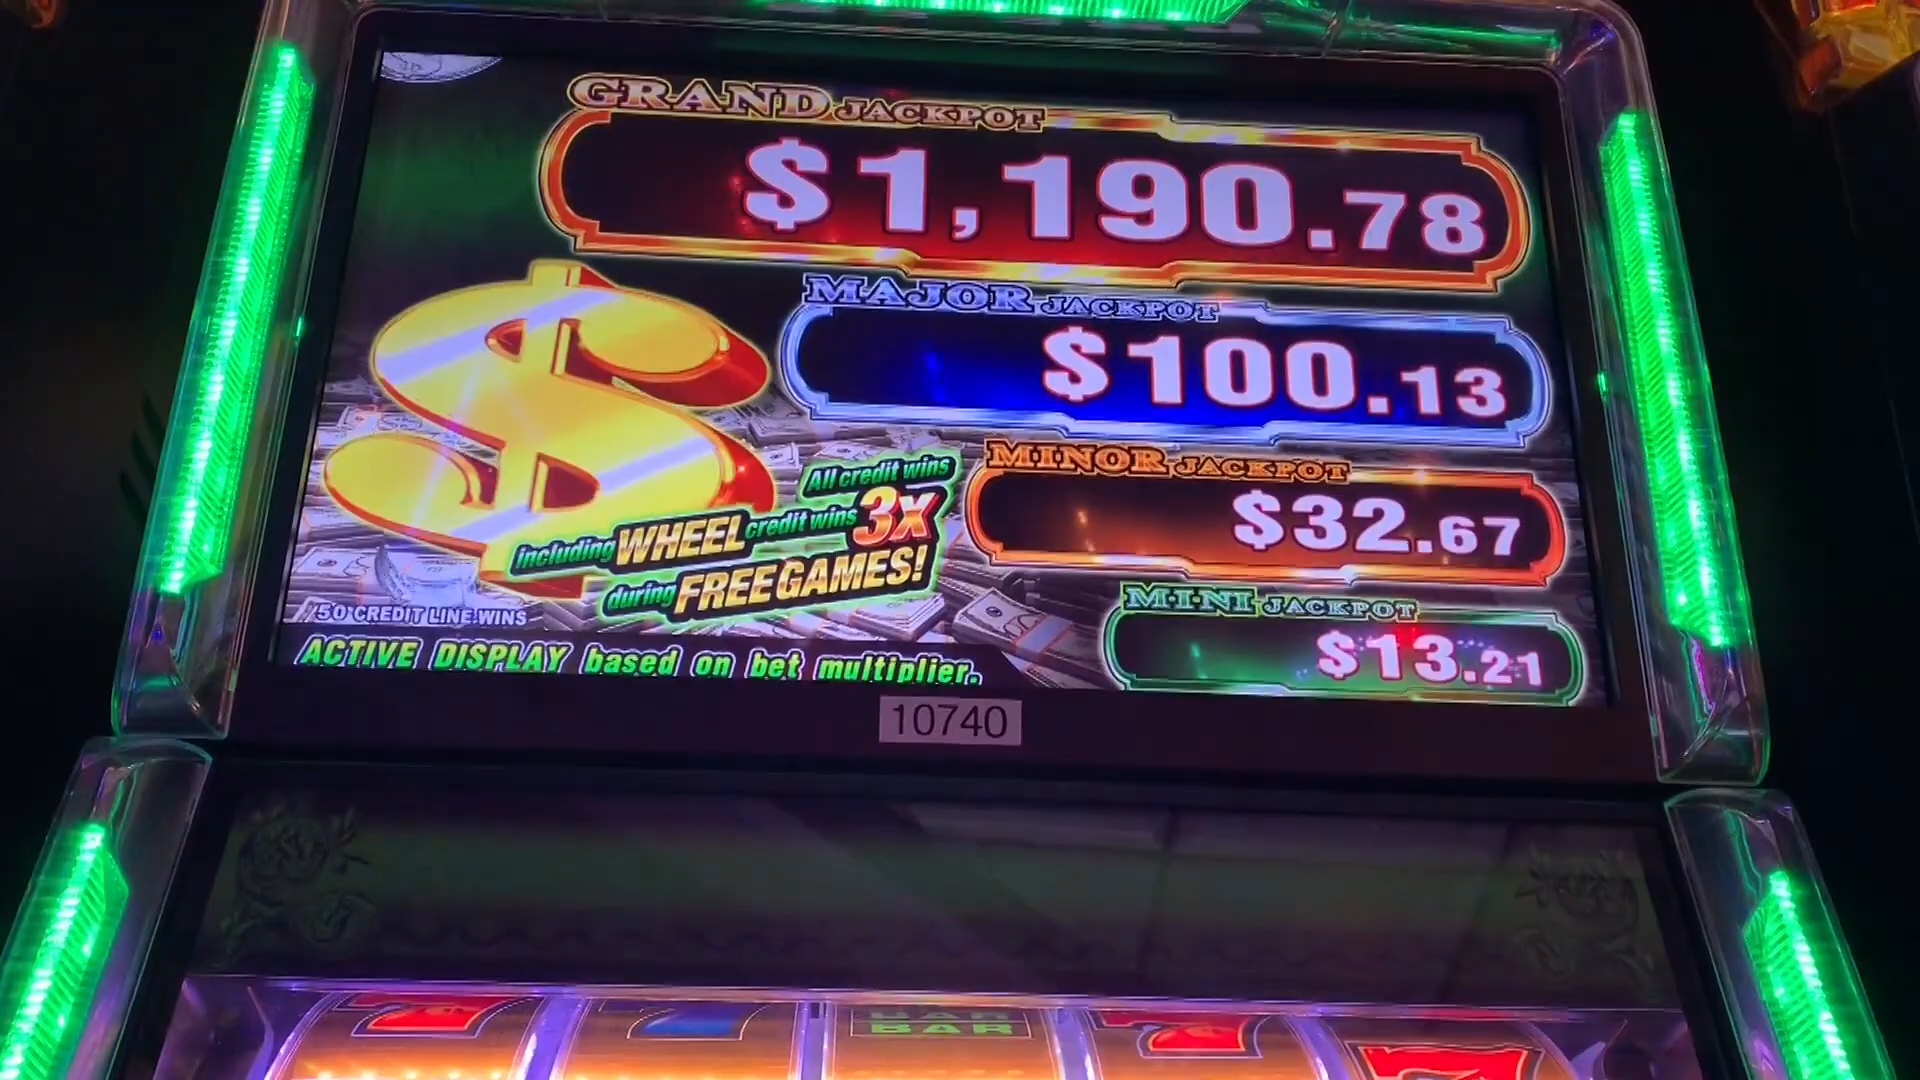 GRAND JACKPOT
$1,190.78
MAJOR JACKPOT
$100.13
MINOR JACKPOT
$32.67
MINI JACKPOT
$13.21
All credit wins
including WHEEL credit wins 3X
during FREE GAMES!
50 CREDIT LINE WINS
ACTIVE DISPLAY based on bet multiplier.
10740
BAR
BAR